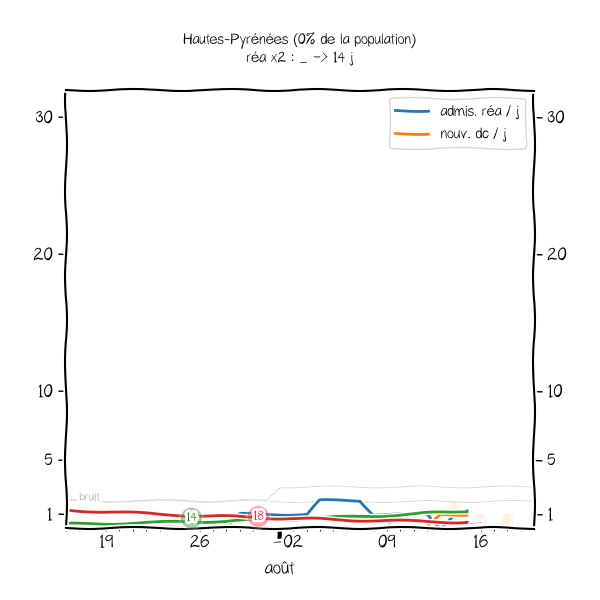 Hautes-Pyrénées (0% de la population)
réa x2 : _ -> 14 j
admis. réa / j
nouv. dc / j
30
30
20
20
10
10
5
5
bruit
1
14
18
1
19
26
02
09
16
août